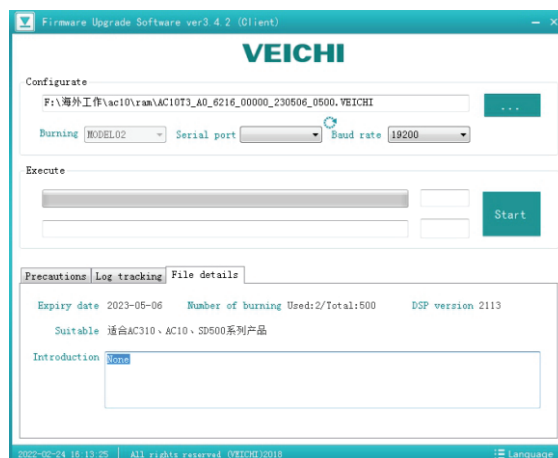 Firmware Upgrade Software ver3.4.2 (Client)
VEICHI
Configurate
F:\海外工作\ac10\ram\AC10T3_A0_6216_00000_230506_0500.VEICHI
...
Burning MODEL02 Serial port Baud rate 19200
Execute
Start
Precautions Log tracking File details
Expiry date 2023-05-06 Number of burning Used:2/Total:500 DSP version 2113
Suitable 适合AC310、AC10、SD500系列产品
Introduction None
2022-02-24 16:13:25 All rights reserved (VEICHI)2018 Language